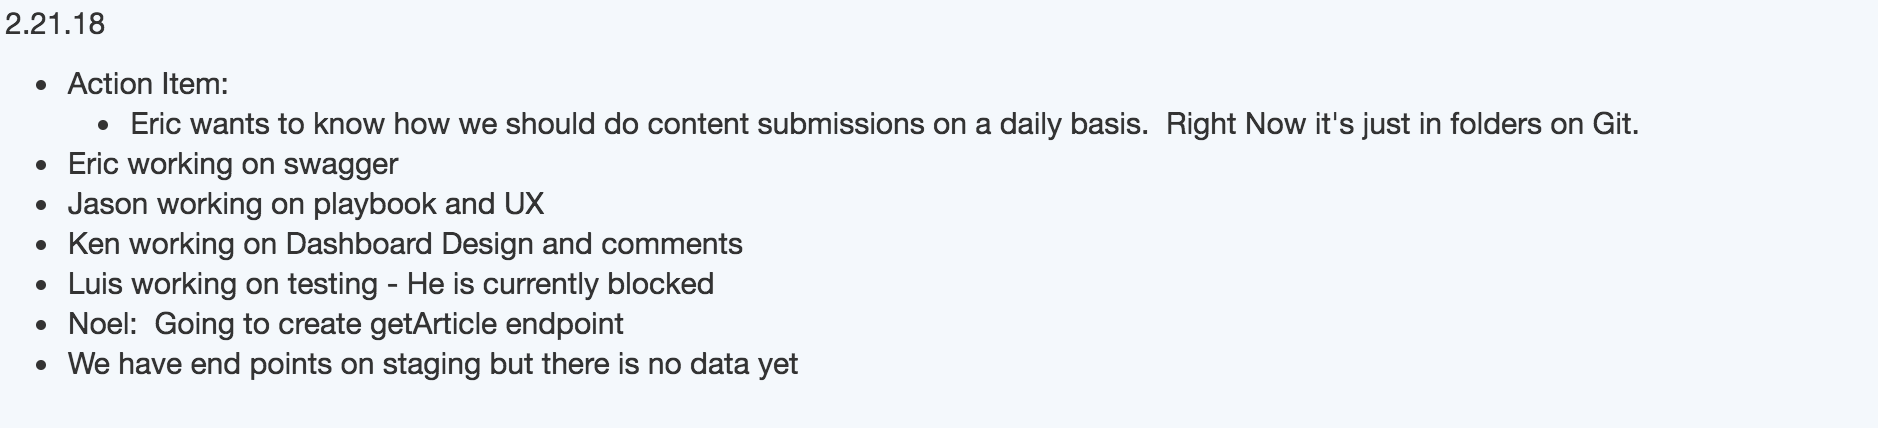 2.21.18
• Action Item:
• Eric wants to know how we should do content submissions on a daily basis.  Right Now it's just in folders on Git.
• Eric working on swagger
• Jason working on playbook and UX
• Ken working on Dashboard Design and comments
• Luis working on testing - He is currently blocked
• Noel:  Going to create getArticle endpoint
• We have end points on staging but there is no data yet